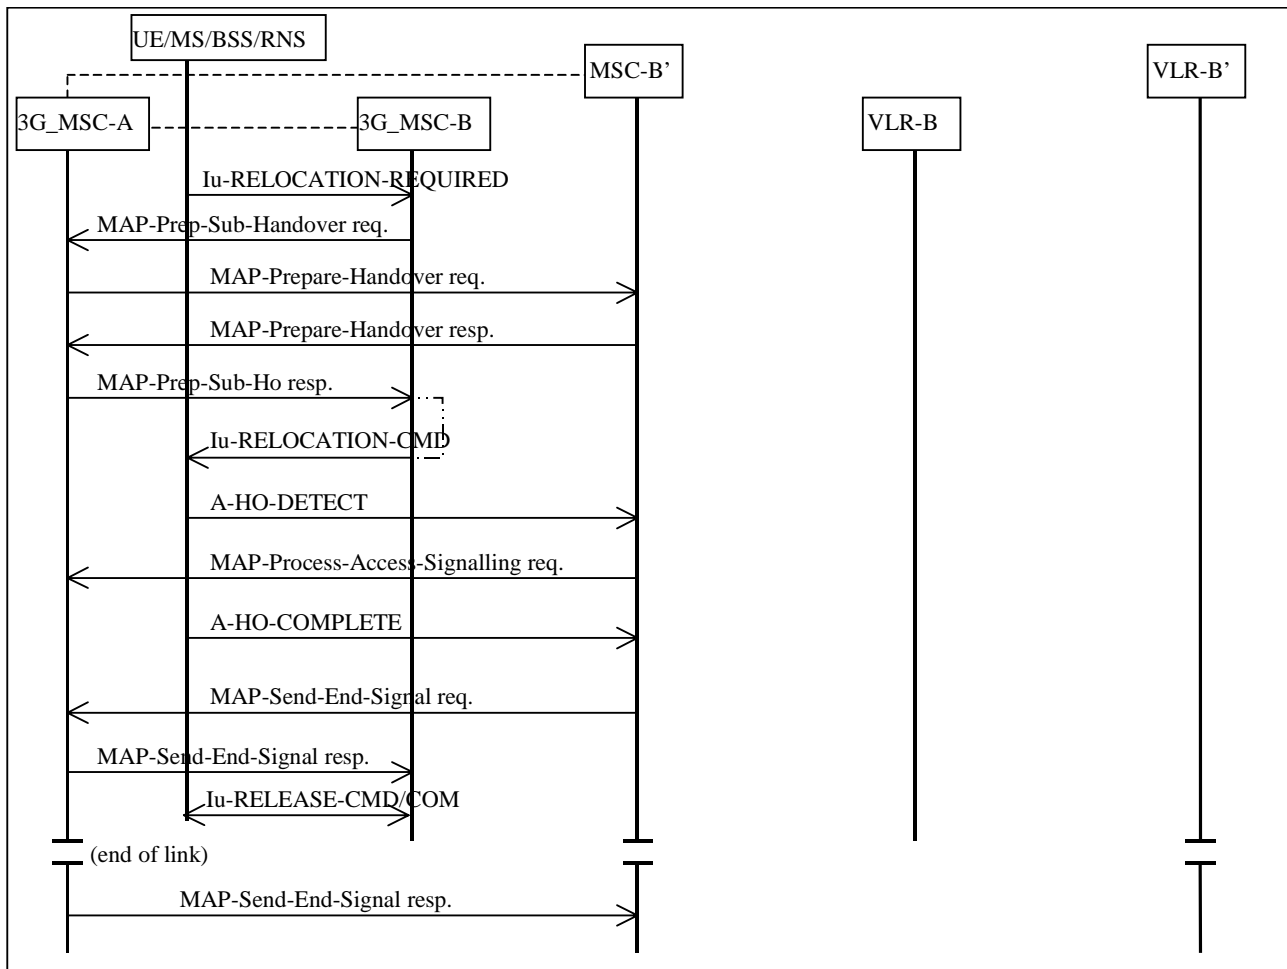 UE/MS/BSS/RNS
MSC-B’
VLR-B’
3G_MSC-A
3G_MSC-B
VLR-B
Iu-RELOCATION-REQUIRED
MAP-Prep-Sub-Handover req.
MAP-Prepare-Handover req.
MAP-Prepare-Handover resp.
MAP-Prep-Sub-Ho resp.
Iu-RELOCATION-CMD
A-HO-DETECT
MAP-Process-Access-Signalling req.
A-HO-COMPLETE
MAP-Send-End-Signal req.
MAP-Send-End-Signal resp.
Iu-RELEASE-CMD/COM
(end of link)
MAP-Send-End-Signal resp.